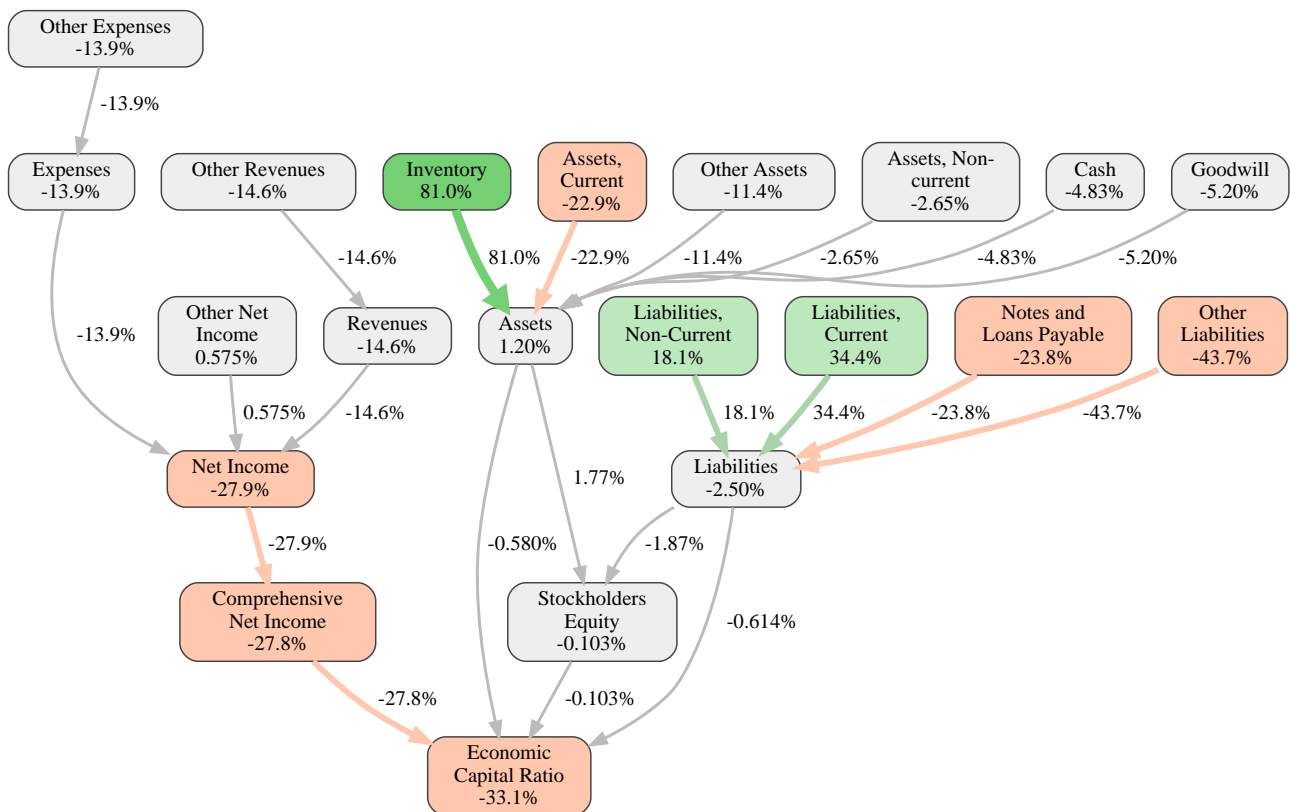 Other Expenses
-13.9%
-13.9%
Expenses
-13.9%
Other Revenues
-14.6%
Inventory
81.0%
Assets,
Current
-22.9%
Other Assets
-11.4%
Assets, Non-
current
-2.65%
Cash
-4.83%
Goodwill
-5.20%
-14.6%
81.0%
-22.9%
-11.4%
-2.65%
-4.83%
-5.20%
-13.9%
Other Net
Income
0.575%
Revenues
-14.6%
Assets
1.20%
Liabilities,
Non-Current
18.1%
Liabilities,
Current
34.4%
Notes and
Loans Payable
-23.8%
Other
Liabilities
-43.7%
0.575%
-14.6%
18.1%
34.4%
-23.8%
-43.7%
Net Income
-27.9%
1.77%
Liabilities
-2.50%
-27.9%
-0.580%
-1.87%
Comprehensive
Net Income
-27.8%
Stockholders
Equity
-0.103%
-0.614%
-27.8%
-0.103%
Economic
Capital Ratio
-33.1%